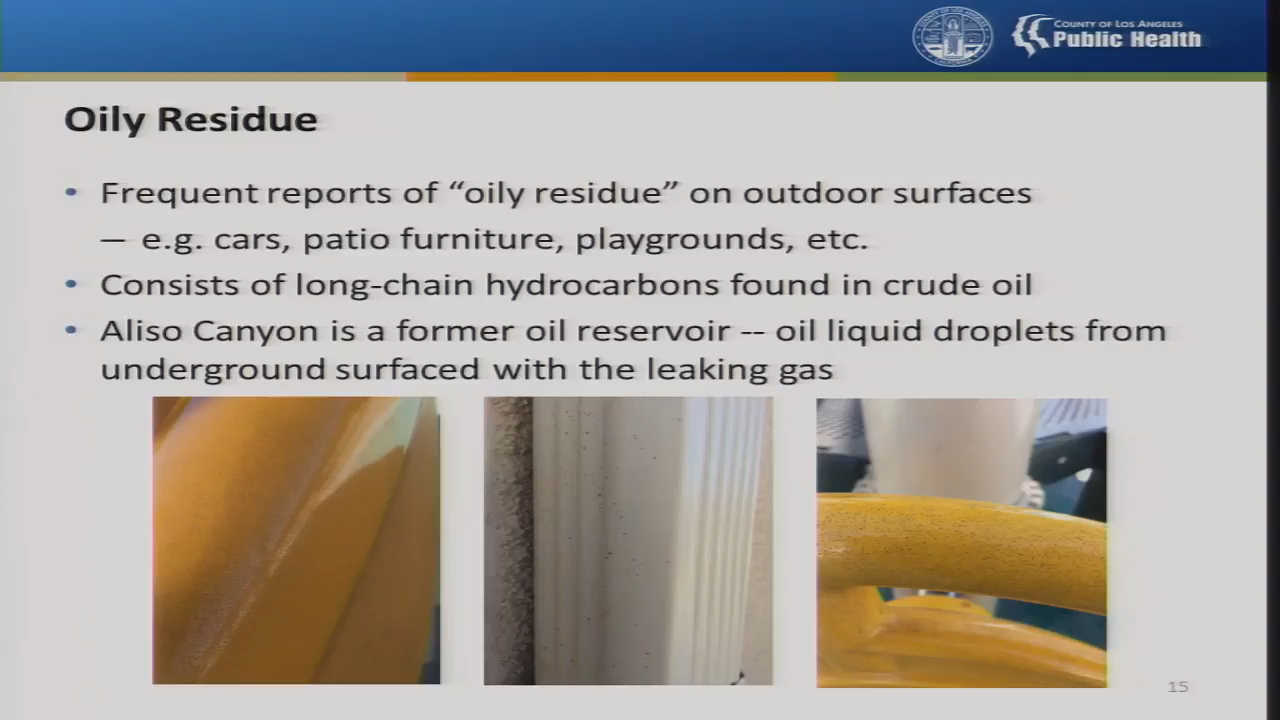 COUNTY OF LOS ANGELES
Public Health
Oily Residue
• Frequent reports of “oily residue” on outdoor surfaces
— e.g. cars, patio furniture, playgrounds, etc.
• Consists of long-chain hydrocarbons found in crude oil
• Aliso Canyon is a former oil reservoir -- oil liquid droplets from
underground surfaced with the leaking gas
15